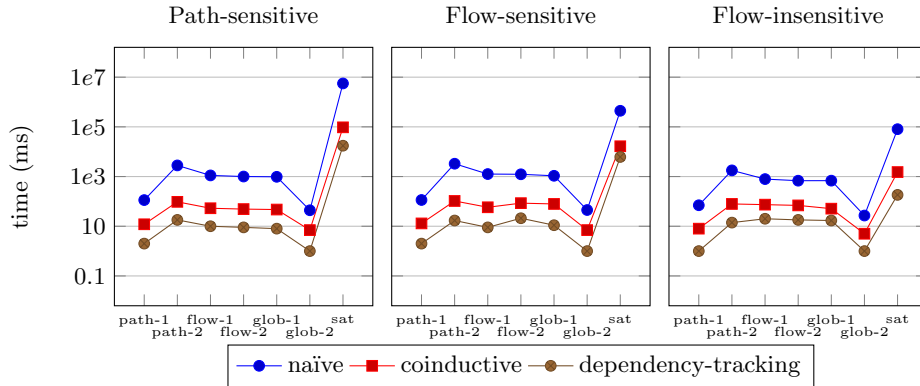 Path-sensitive Flow-sensitive Flow-insensitive
time (ms)
1e7
1e5
1e3
10
0.1
path-1 flow-1 glob-1 sat path-1 flow-1 glob-1 sat path-1 flow-1 glob-1 sat
path-2 flow-2 glob-2 path-2 flow-2 glob-2 path-2 flow-2 glob-2
naïve coinductive dependency-tracking